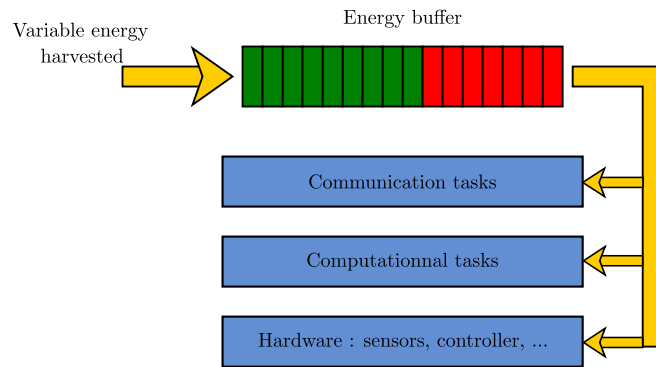 Energy buffer
Variable energy
harvested
Communication tasks
Computationnal tasks
Hardware : sensors, controller, ...